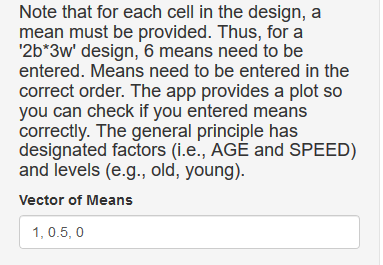 Note that for each cell in the design, a
mean must be provided. Thus, for a
'2b*3w' design, 6 means need to be
entered. Means need to be entered in the
correct order. The app provides a plot so
you can check if you entered means
correctly. The general principle has
designated factors (i.e., AGE and SPEED)
and levels (e.g., old, young).
Vector of Means
1, 0.5, 0